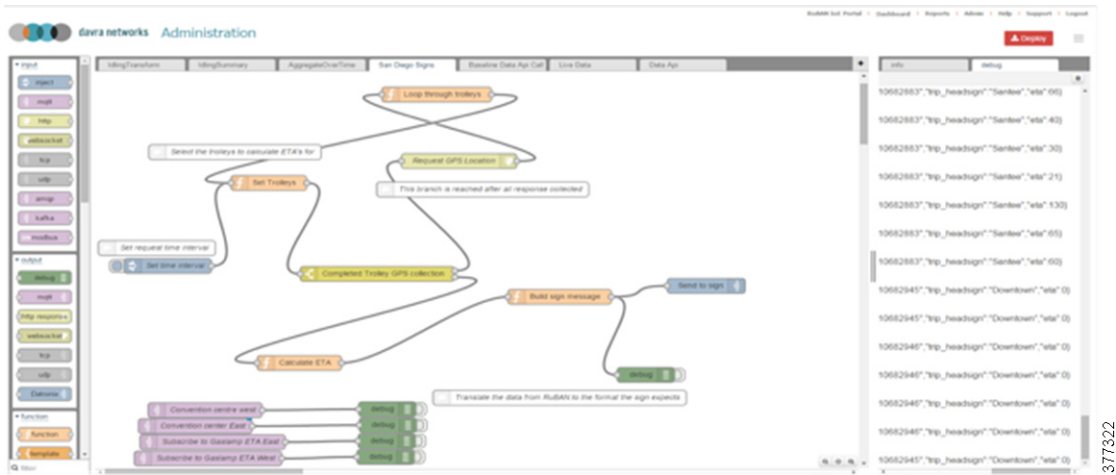 RuBAN Sol Portal Dashboard Reports Admin Help Support Logout
davra networks Administration
Deploy
input
inject
mqtt
http
websocket
tcp
udp
amqp
kafka
modbus
output
debug
mqtt
http response
websocket
tcp
udp
function
function
template
filter
IdlingTransform IdlingSummary AggregateOverTime San Diego Signs Baseline Data Api Call Live Data Data Api
Loop through trolleys
Select the trolleys to calculate ETA's for
Request GPS Location
Set Trolleys
This branch is reached after all response collected
Set request time interval
Set time interval
Completed Trolley GPS collection
Send to sign
Build sign message
Calculate ETA
debug
Translate the data from RuBAN to the format the sign expects
Convention centre west debug
Convention center East debug
Subscribe to Gaslamp ETA East debug
Subscribe to Gaslamp ETA West debug
info debug
10682883","trip_headsign":"Santee","eta":66}
10682883","trip_headsign":"Santee","eta":40}
10682883","trip_headsign":"Santee","eta":30}
10682883","trip_headsign":"Santee","eta":21}
10682883","trip_headsign":"Santee","eta":130}
10682883","trip_headsign":"Santee","eta":65}
10682883","trip_headsign":"Santee","eta":60}
10682945","trip_headsign":"Downtown","eta":0}
10682945","trip_headsign":"Downtown","eta":0}
10682946","trip_headsign":"Downtown","eta":0}
10682946","trip_headsign":"Downtown","eta":0}
10682946","trip_headsign":"Downtown","eta":0}
10682946","trip_headsign":"Downtown","eta":0}
10682945","trip_headsign":"Downtown","eta":0}
377322